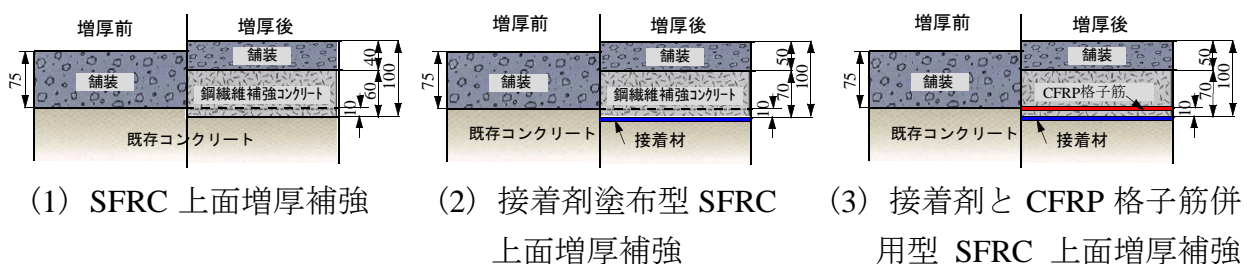 増厚前
増厚後
舗装
舗装
鋼繊維補強コンクリート
既存コンクリート
75
40
60
100
10
(1) SFRC 上面増厚補強
増厚前
増厚後
舗装
舗装
鋼繊維補強コンクリート
既存コンクリート
接着材
75
50
70
100
10
(2) 接着剤塗布型 SFRC
上面増厚補強
増厚前
増厚後
舗装
舗装
CFRP格子筋
既存コンクリート
接着材
75
50
70
100
10
(3) 接着剤と CFRP 格子筋併
用型 SFRC 上面増厚補強